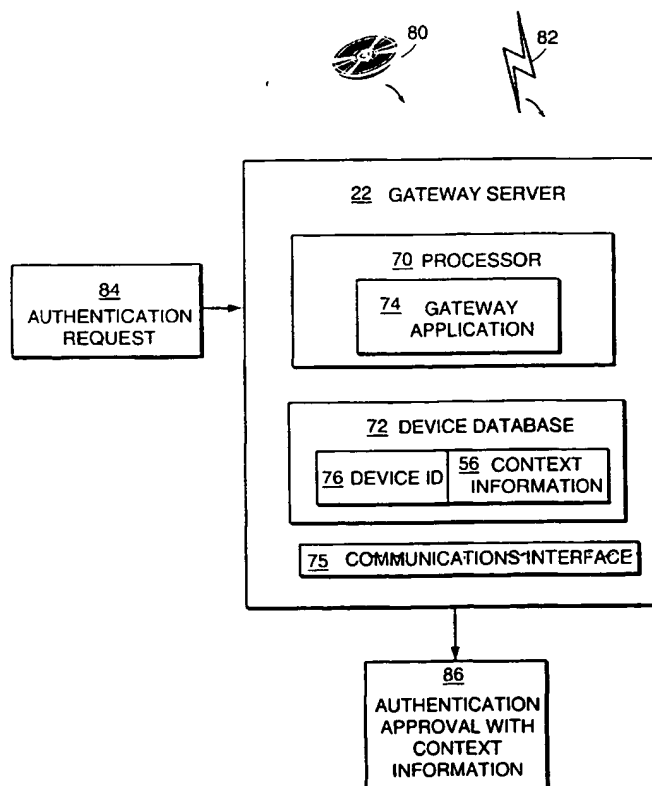 80
82
22 GATEWAY SERVER
70 PROCESSOR
74 GATEWAY
APPLICATION
84
AUTHENTICATION
REQUEST
72 DEVICE DATABASE
76 DEVICE ID
56 CONTEXT
INFORMATION
75 COMMUNICATIONS INTERFACE
86
AUTHENTICATION
APPROVAL WITH
CONTEXT
INFORMATION